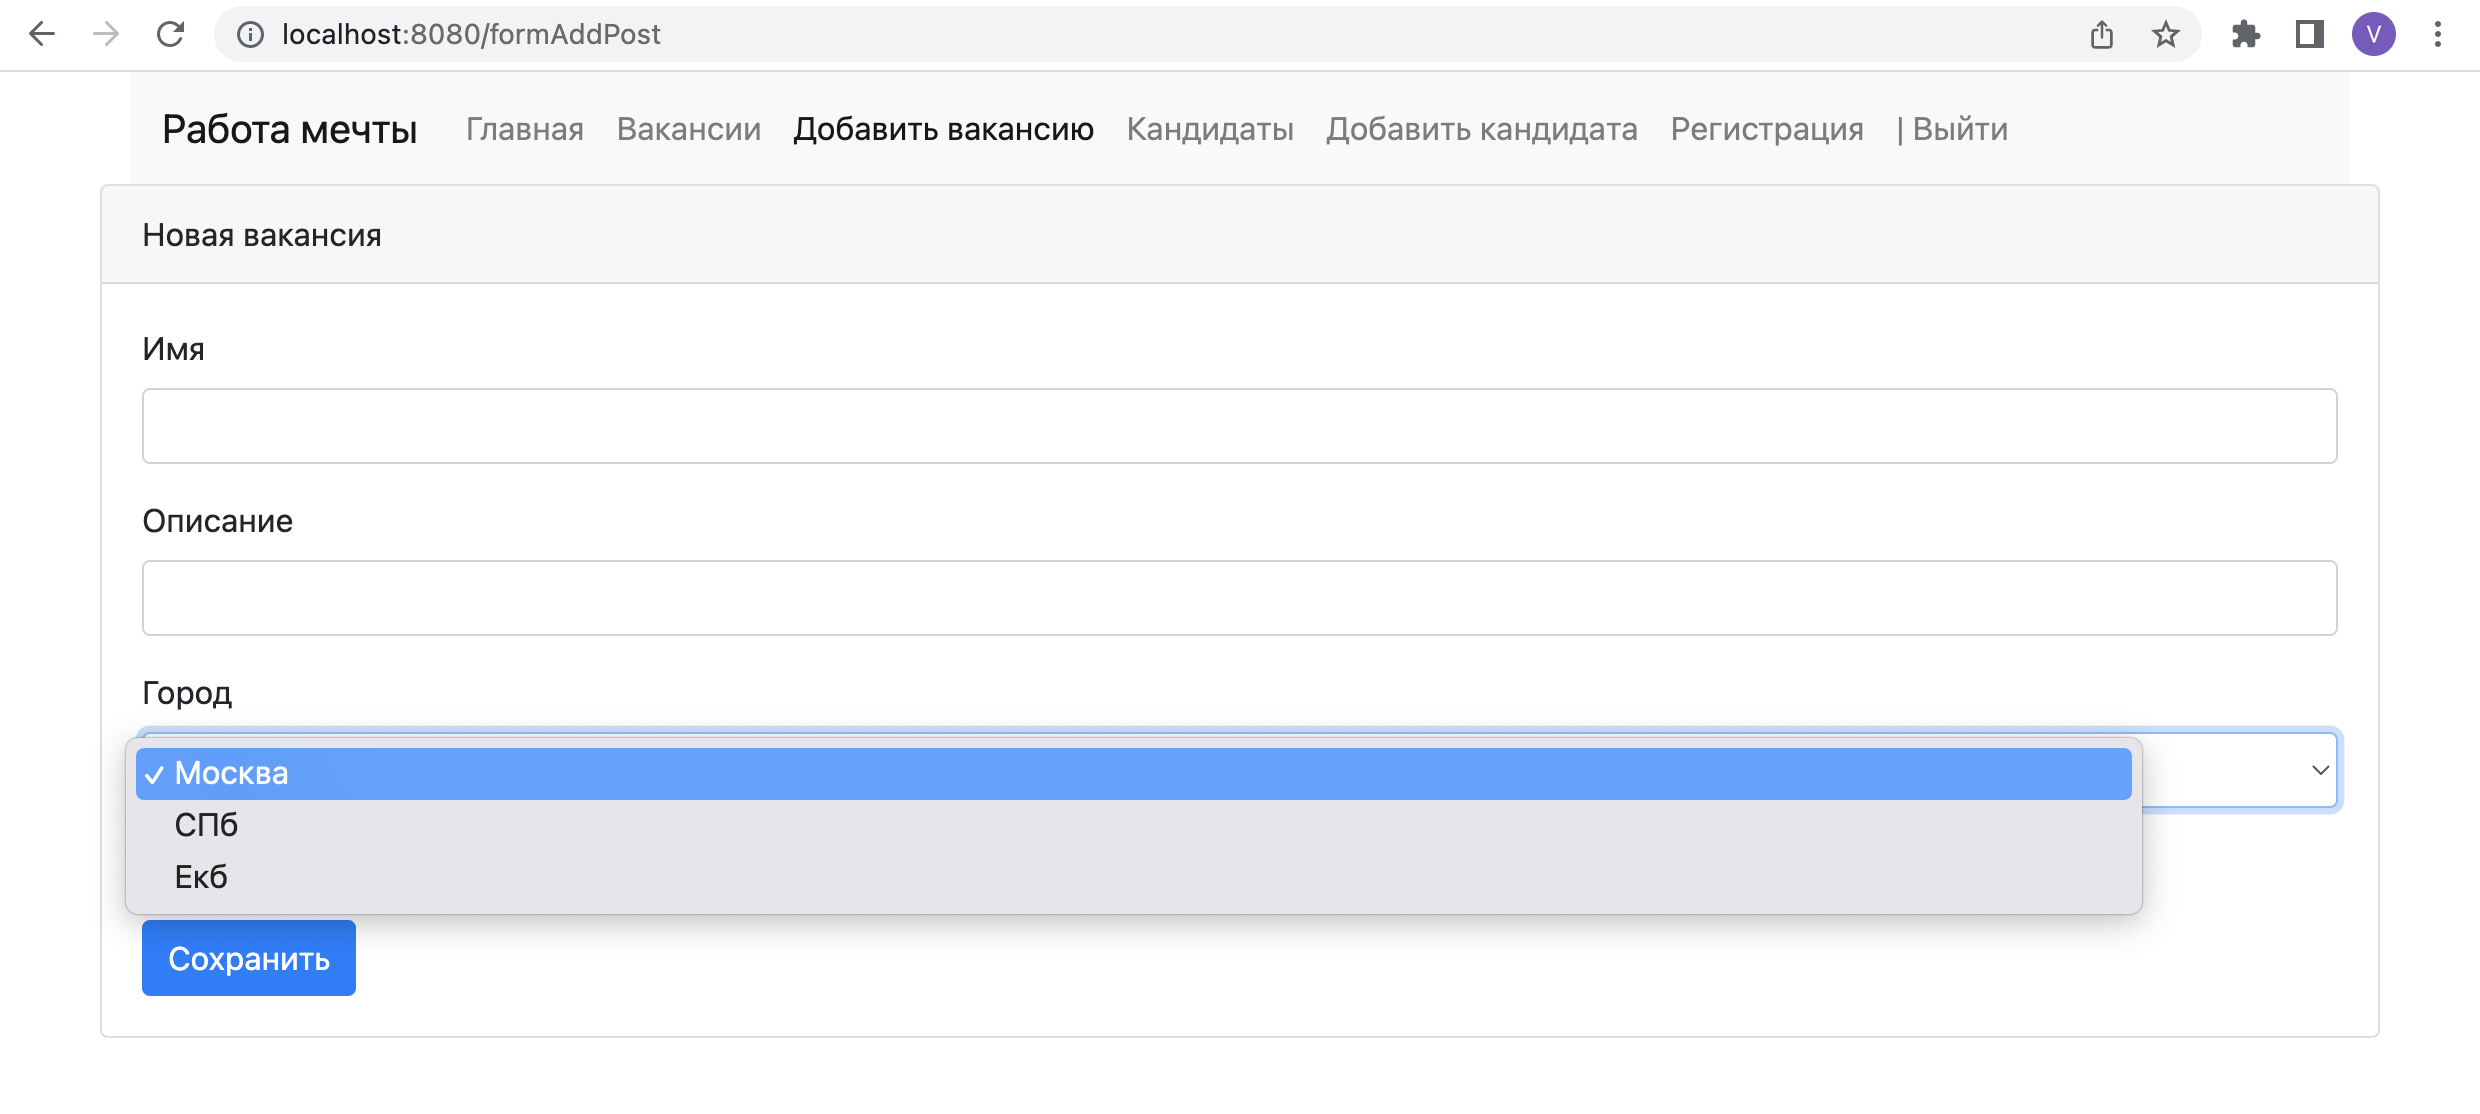 localhost:8080/formAddPost
V
Работа мечты Главная Вакансии Добавить вакансию Кандидаты Добавить кандидата Регистрация | Выйти
Новая вакансия
Имя
Описание
Город
Москва
СПб
Екб
Сохранить